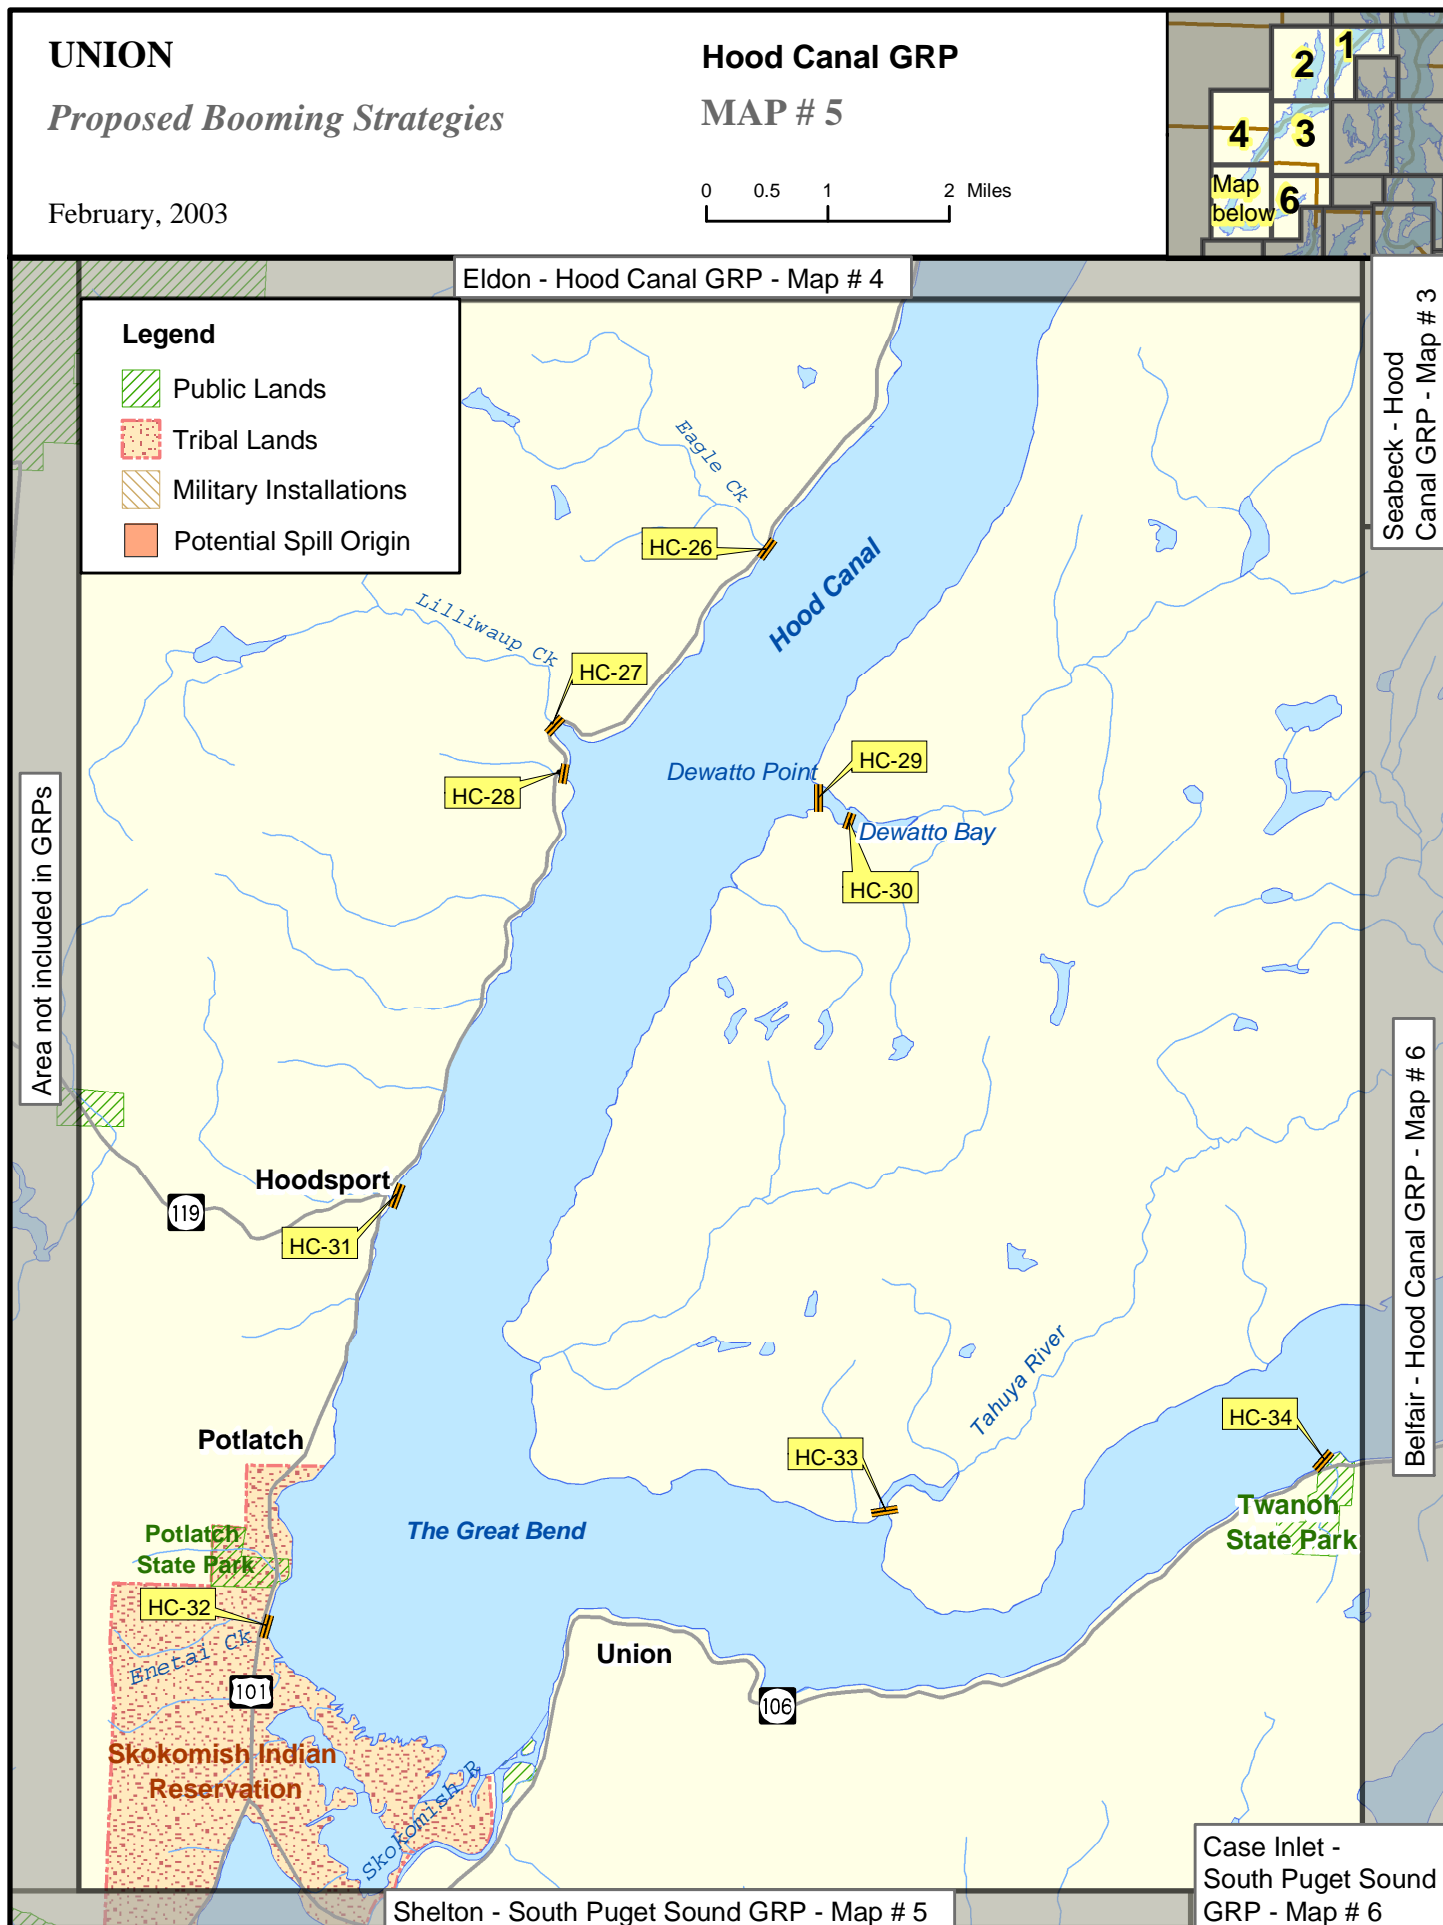 UNION
Proposed Booming Strategies
February, 2003
Hood Canal GRP
MAP # 5
0 0.5 1 2 Miles
1
2
4
3
Map
below
6
Eldon - Hood Canal GRP - Map # 4
Seabeck - Hood
Canal GRP - Map # 3
Legend
Public Lands
Tribal Lands
Military Installations
Potential Spill Origin
Eagle Ck
HC-26
Hood Canal
Lilliwaup Ck
HC-27
HC-28
Dewatto Point
HC-29
Dewatto Bay
HC-30
Area not included in GRPs
Belfair - Hood Canal GRP - Map # 6
Hoodsport
119
HC-31
Tahuya River
HC-34
Potlatch
HC-33
Twanoh
State Park
The Great Bend
Potlatch
State Park
HC-32
Enetai Ck
Union
101
106
Skokomish Indian
Reservation
Skokomish R
Case Inlet -
South Puget Sound
GRP - Map # 6
Shelton - South Puget Sound GRP - Map # 5